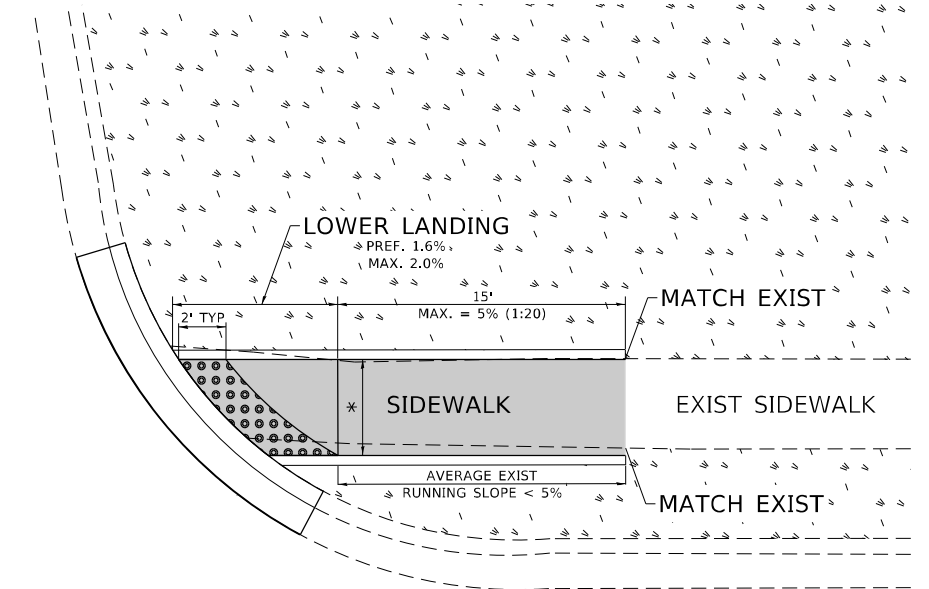 LOWER LANDING
PREF. 1.6%
MAX. 2.0%
15'
MAX. = 5% (1:20)
MATCH EXIST
2' TYP
*
SIDEWALK
EXIST SIDEWALK
AVERAGE EXIST
RUNNING SLOPE < 5%
MATCH EXIST